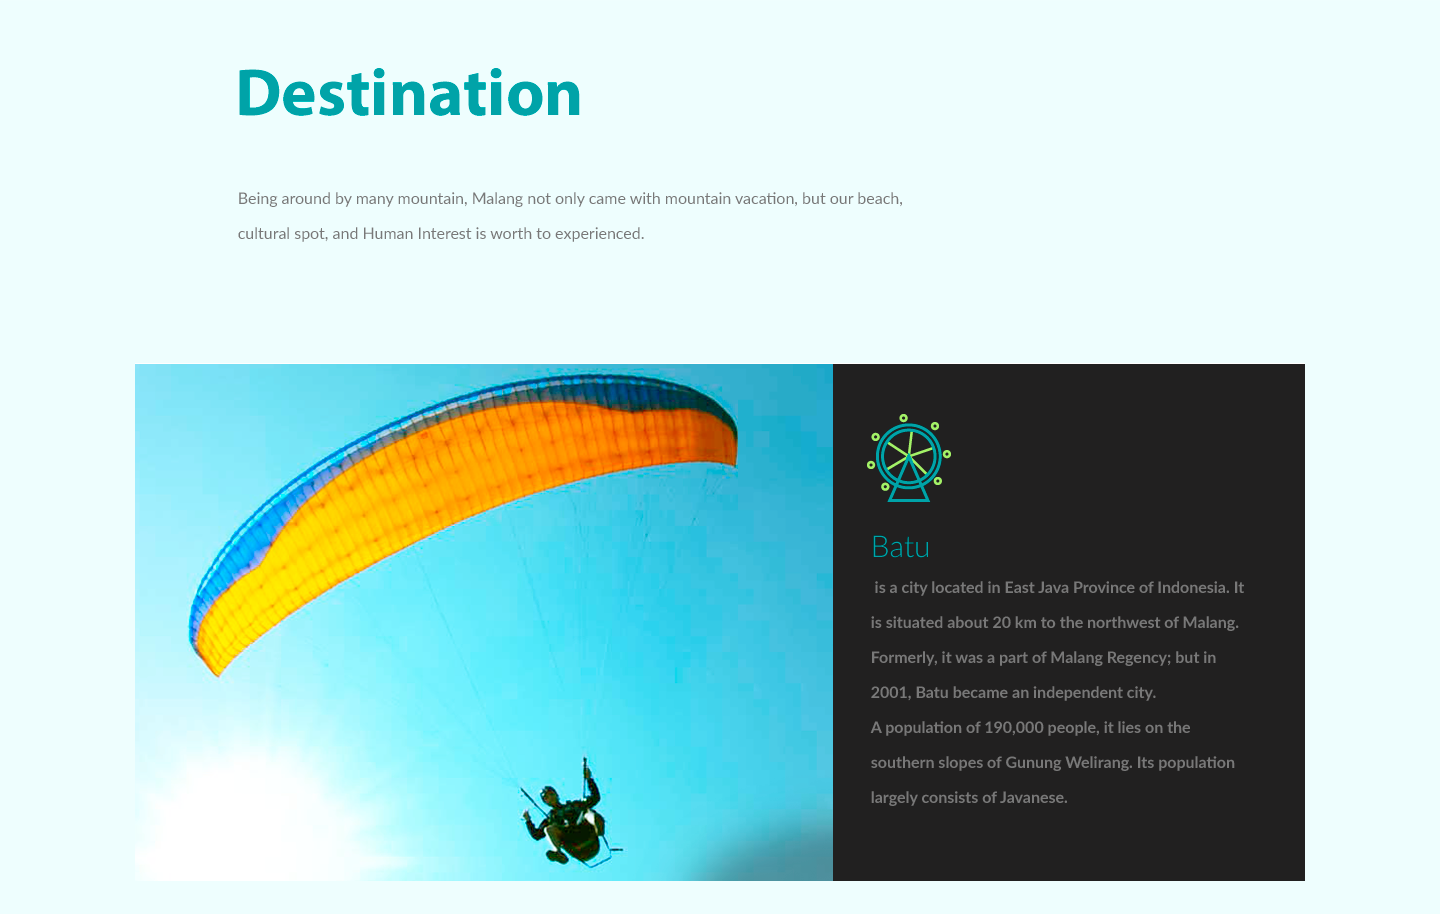 Destination
Being around by many mountain, Malang not only came with mountain vacation, but our beach,
cultural spot, and Human Interest is worth to experienced.
Batu
is a city located in East Java Province of Indonesia. It
is situated about 20 km to the northwest of Malang.
Formerly, it was a part of Malang Regency; but in
2001, Batu became an independent city.
A population of 190,000 people, it lies on the
southern slopes of Gunung Welirang. Its population
largely consists of Javanese.